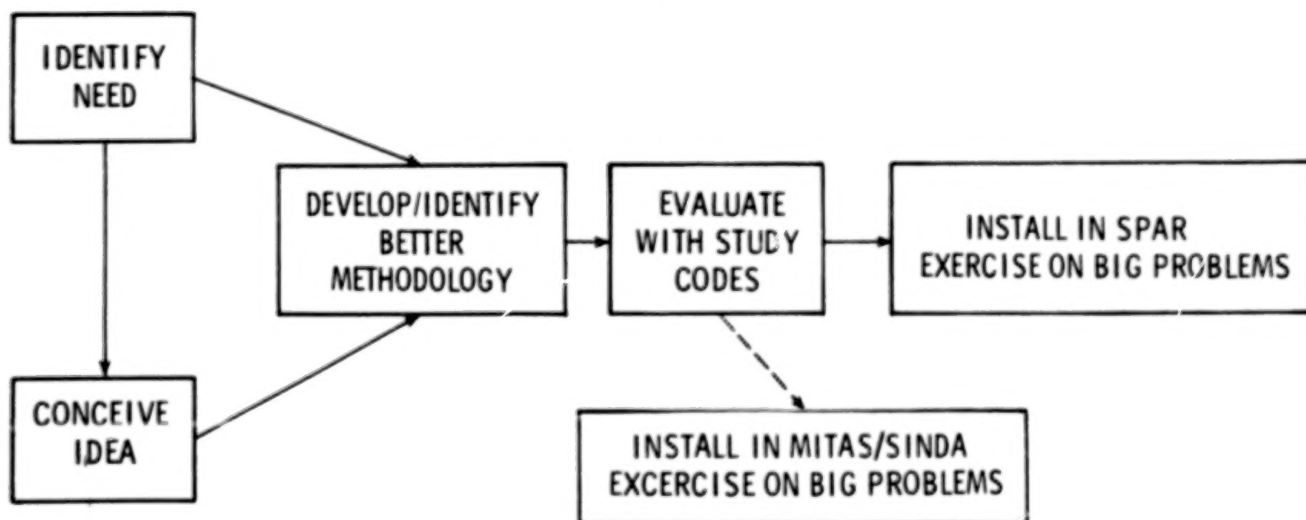 IDENTIFY
NEED
CONCEIVE
IDEA
DEVELOP/IDENTIFY
BETTER
METHODOLOGY
EVALUATE
WITH STUDY
CODES
INSTALL IN SPAR
EXERCISE ON BIG PROBLEMS
INSTALL IN MITAS/SINDA
EXCERCISE ON BIG PROBLEMS